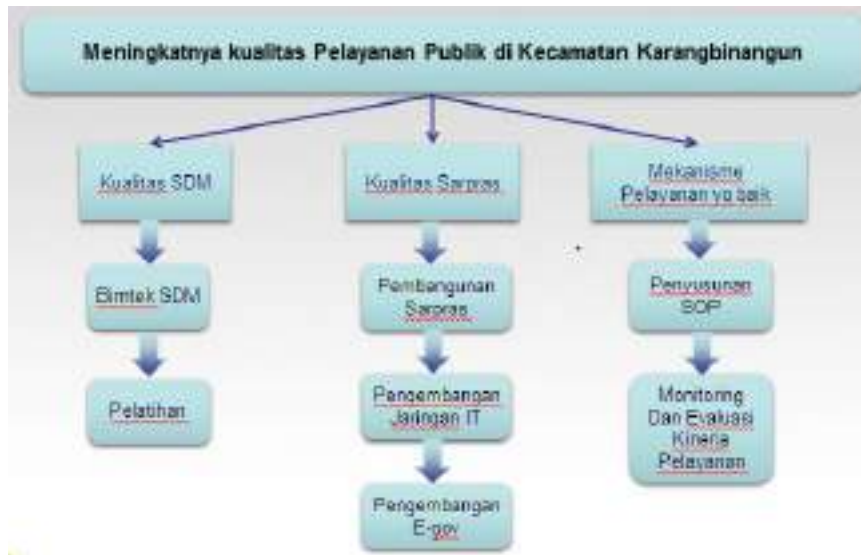 Meningkatnya kualitas Pelayanan Publik di Kecamatan Karangbinangun
Kualitas SDM
Kualitas Sarpras
Mekanisme
Pelayanan yg baik
Bimtek SDM
Pembangunan
Sarpras
Penyusunan
SOP
Pelatihan
Pengembangan
Jaringan IT
Monitoring
Dan Evaluasi
Kinerja
Pelayanan
Pengembangan
E-gov